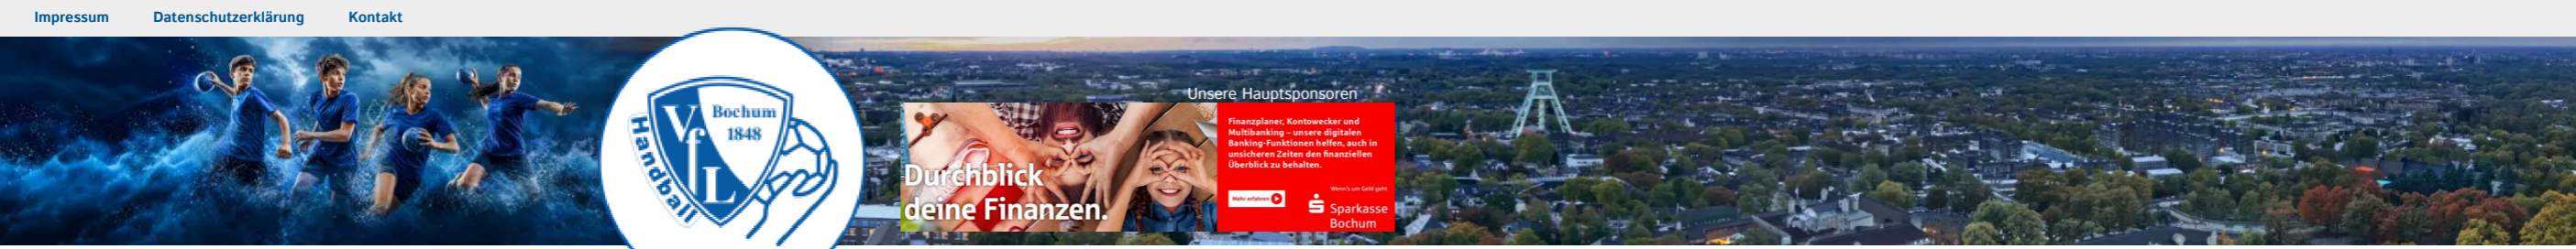 Impressum
Datenschutzerklärung
Kontakt
VfL
Bochum
1848
Handball
Unsere Hauptsponsoren
Durchblick
deine Finanzen.
Finanzplaner, Kontowecker und
Multibanking – unsere digitalen
Banking-Funktionen helfen, auch in
unsicheren Zeiten den finanziellen
Überblick zu behalten.
Wenn's um Geld geht
Mehr erfahren
Sparkasse
Bochum